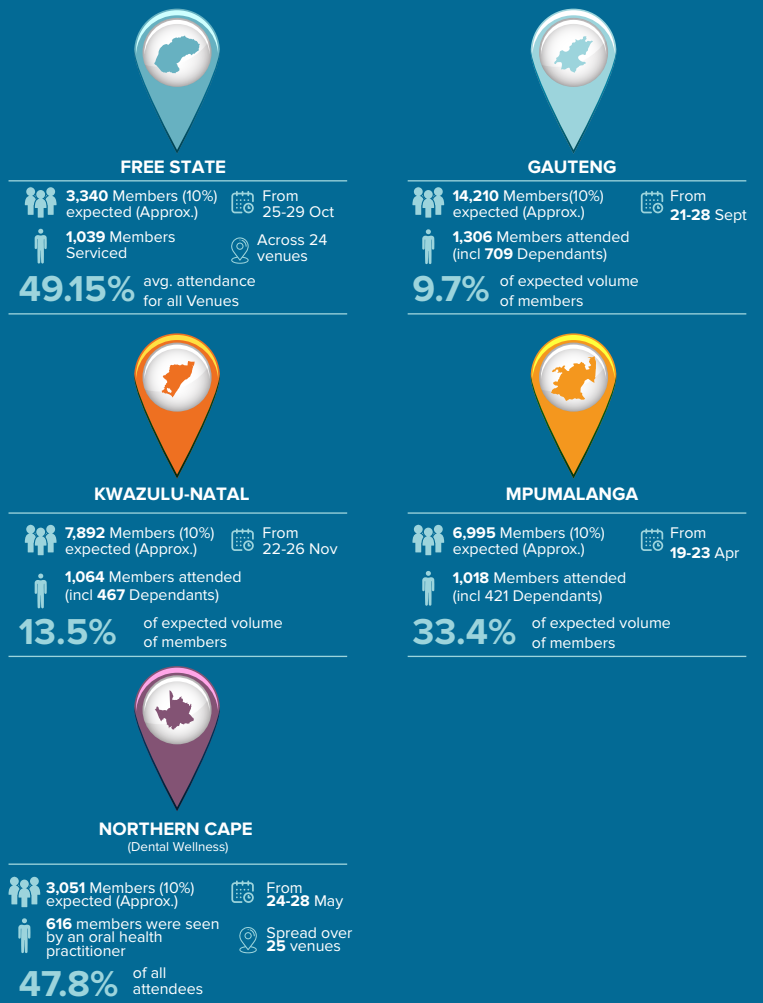 FREE STATE
3,340 Members (10%)
expected (Approx.)
From
25-29 Oct
1,039 Members
Serviced
Across 24
venues
49.15%
avg. attendance
for all Venues
GAUTENG
14,210 Members(10%)
expected (Approx.)
From
21-28 Sept
1,306 Members attended
(incl 709 Dependants)
9.7%
of expected volume
of members
KWAZULU-NATAL
7,892 Members (10%)
expected (Approx.)
From
22-26 Nov
1,064 Members attended
(incl 467 Dependants)
13.5%
of expected volume
of members
MPUMALANGA
6,995 Members (10%)
expected (Approx.)
From
19-23 Apr
1,018 Members attended
(incl 421 Dependants)
33.4%
of expected volume
of members
NORTHERN CAPE
(Dental Wellness)
3,051 Members (10%)
expected (Approx.)
From
24-28 May
616 members were seen
by an oral health
practitioner
Spread over
25 venues
47.8%
of all
attendees